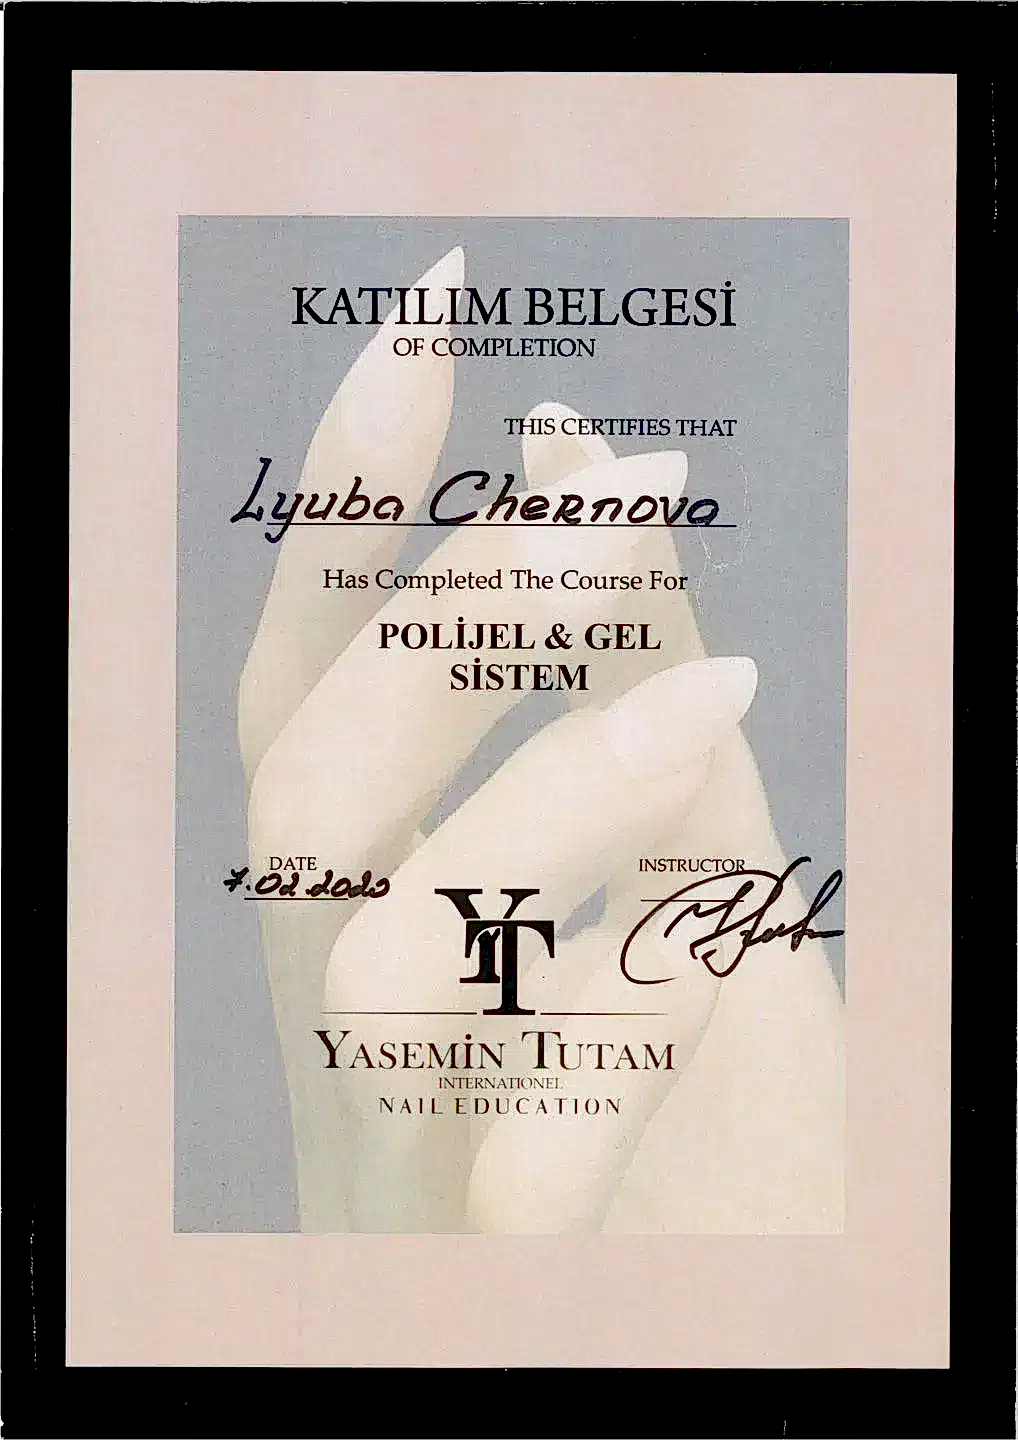 KATILIM BELGESİ
OF COMPLETION
THIS CERTIFIES THAT
Lyuba Chernova
Has Completed The Course For
POLİJEL & GEL
SİSTEM
DATE
7.02.2020
INSTRUCTOR
YT
YASEMİN TUTAM
INTERNATIONEL
NAIL EDUCATION